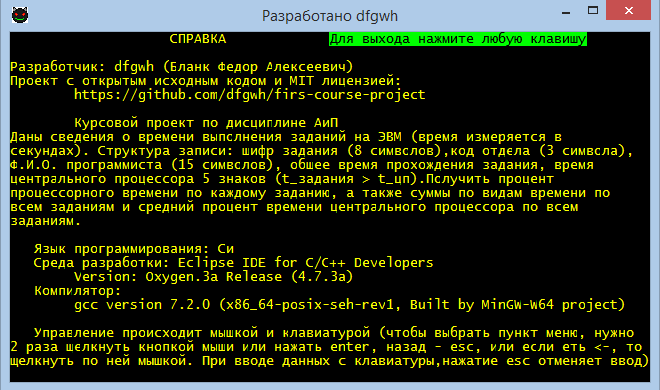 Разработано dfgwh
СПРАВКА Для выхода нажмите любую клавишу
Разработчик: dfgwh (Бланк Федор Алексеевич)
Проект с открытым исходным кодом и MIT лицензией:
https://github.com/dfgwh/firs-course-project
Курсовой проект по дисциплине АиП
Даны сведения о времени выполнения заданий на ЭВМ (время измеряется в
секундах). Структура записи: шифр задания (8 символов),код отдела (3 символа),
Ф.И.О. программиста (15 символов), общее время прохождения задания, время
центрального процессора 5 знаков (t_задания > t_цп).Получить процент
процессорного времени по каждому заданию, а также суммы по видам времени по
всем заданиям и средний процент времени центрального процессора по всем
заданиям.
Язык программирования: Си
Среда разработки: Eclipse IDE for C/C++ Developers
Version: Oxygen.3a Release (4.7.3a)
Компилятор:
gcc version 7.2.0 (x86_64-posix-seh-rev1, Built by MinGW-W64 project)
Управление происходит мышкой и клавиатурой (чтобы выбрать пункт меню, нужно
2 раза щелкнуть кнопкой мыши или нажать enter, назад - esc, или если еть <-, то
щелкнуть по ней мышкой. При вводе данных с клавиатуры,нажатие esc отменяет ввод)